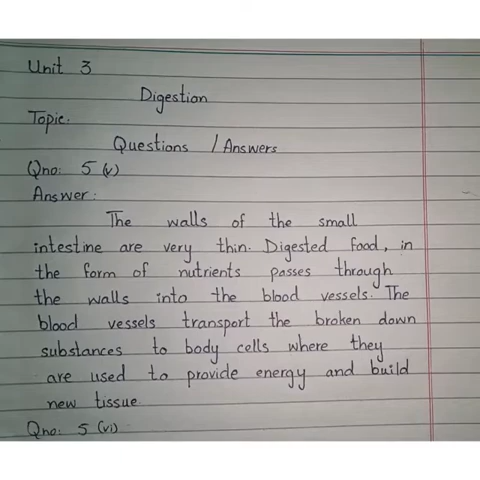 Unit 3
Digestion
Topic.
Questions / Answers
Qno: 5 (v)
Answer:
The walls of the small
intestine are very thin. Digested food, in
the form of nutrients passes through
the walls into the blood vessels. The
blood vessels transport the broken down
substances to body cells where they
are used to provide energy and build
new tissue.
Qno: 5 (vi)